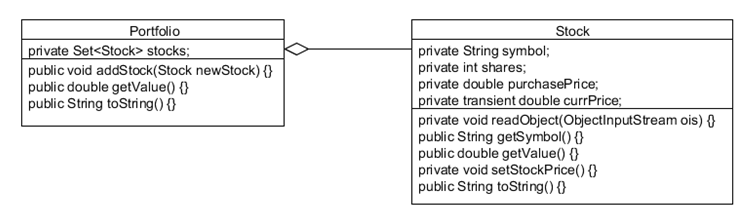 Portfolio
private Set<Stock> stocks;
public void addStock(Stock newStock) {}
public double getValue() {}
public String toString() {}
Stock
private String symbol;
private int shares;
private double purchasePrice;
private transient double currPrice;
private void readObject(ObjectInputStream ois) {}
public String getSymbol() {}
public double getValue() {}
private void setStockPrice() {}
public String toString() {}